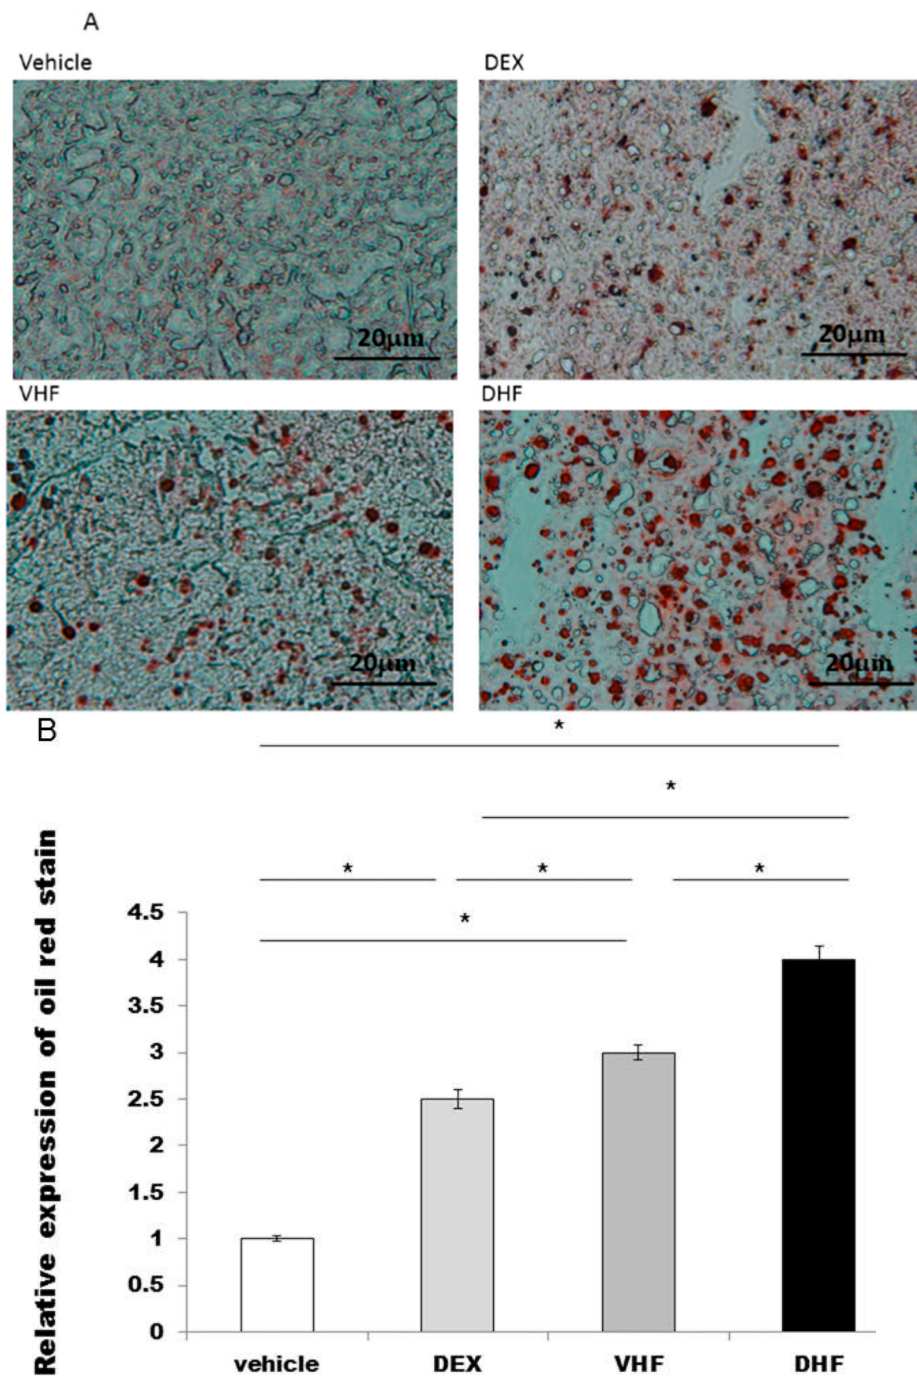 A
Vehicle DEX
20μm 20μm
VHF DHF
20μm 20μm
B
*
*
* * *
*
Relative expression of oil red stain
4.5
4
3.5
3
2.5
2
1.5
1
0.5
0
vehicle DEX VHF DHF